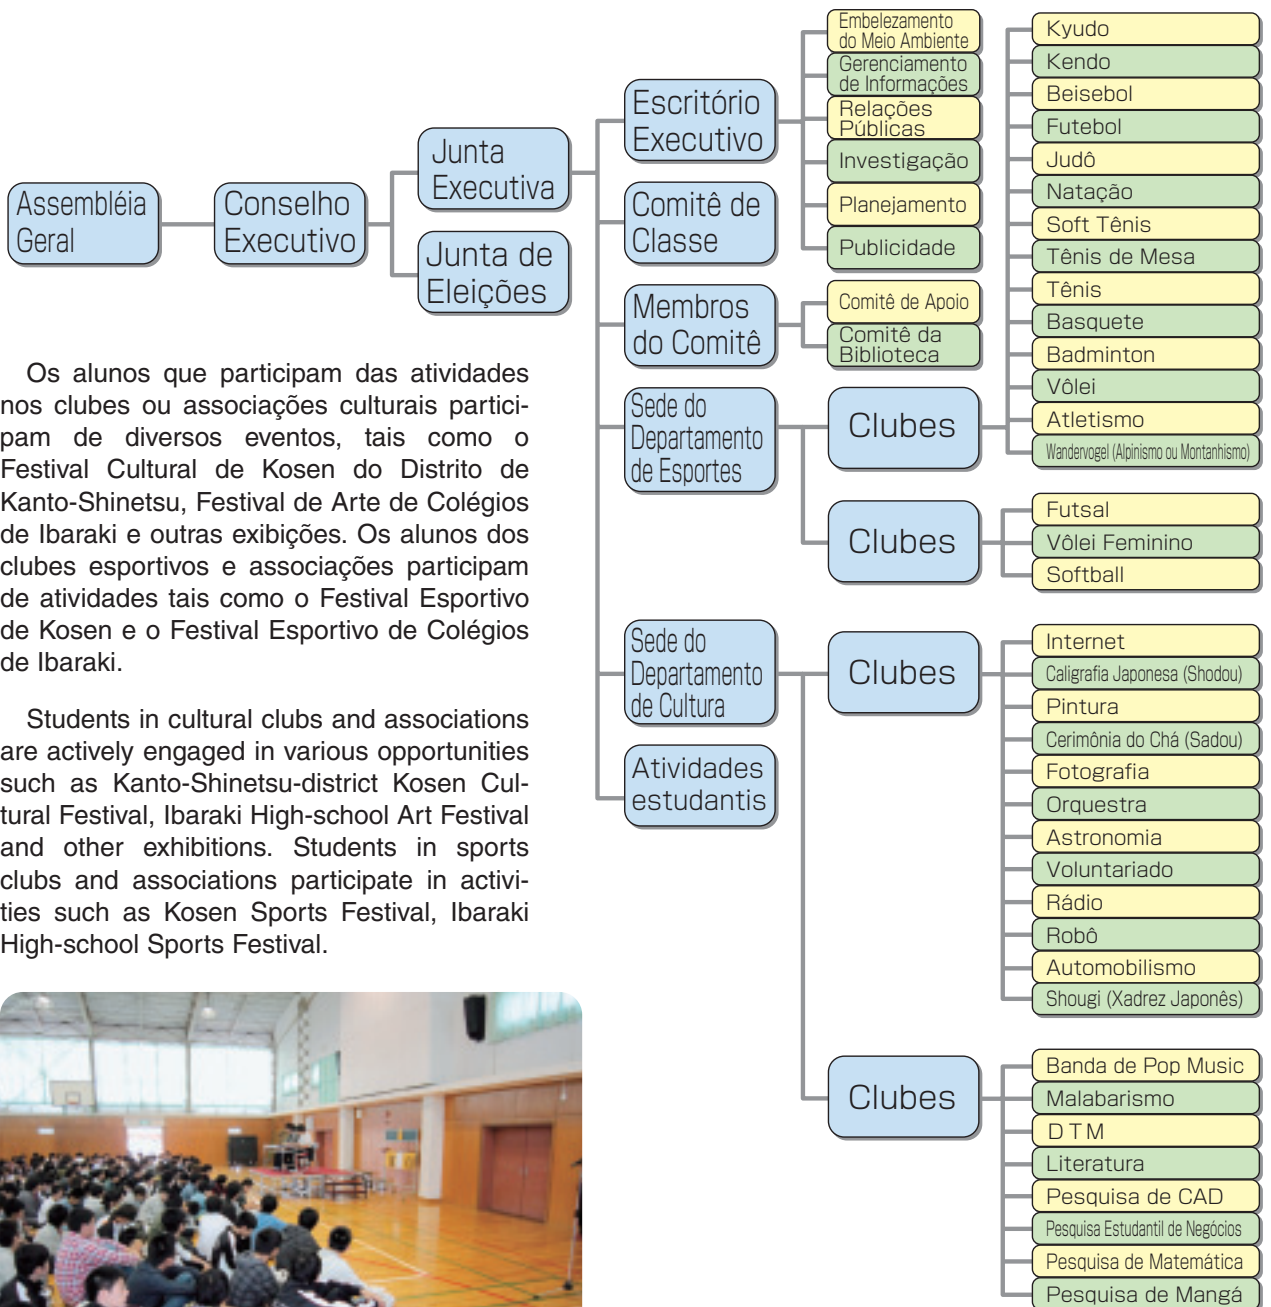 Assembléia
Geral
Conselho
Executivo
Junta
Executiva
Junta de
Eleições
Escritório
Executivo
Embelezamento
do Meio Ambiente
Gerenciamento
de Informações
Relações
Públicas
Investigação
Planejamento
Publicidade
Comitê de
Classe
Membros
do Comitê
Comitê de Apoio
Comitê da
Biblioteca
Sede do
Departamento
de Esportes
Clubes
Kyudo
Kendo
Beisebol
Futebol
Judô
Natação
Soft Tênis
Tênis de Mesa
Tênis
Basquete
Badminton
Vôlei
Atletismo
Wandervogel (Alpinismo ou Montanhismo)
Clubes
Futsal
Vôlei Feminino
Softball
Sede do
Departamento
de Cultura
Clubes
Internet
Caligrafia Japonesa (Shodou)
Pintura
Cerimônia do Chá (Sadou)
Fotografia
Orquestra
Astronomia
Voluntariado
Rádio
Robô
Automobilismo
Shougi (Xadrez Japonês)
Clubes
Banda de Pop Music
Malabarismo
DTM
Literatura
Pesquisa de CAD
Pesquisa Estudantil de Negócios
Pesquisa de Matemática
Pesquisa de Mangá
Atividades
estudantis
Os alunos que participam das atividades
nos clubes ou associações culturais partici-
pam de diversos eventos, tais como o
Festival Cultural de Kosen do Distrito de
Kanto-Shinetsu, Festival de Arte de Colégios
de Ibaraki e outras exibições. Os alunos dos
clubes esportivos e associações participam
de atividades tais como o Festival Esportivo
de Kosen e o Festival Esportivo de Colégios
de Ibaraki.
Students in cultural clubs and associations
are actively engaged in various opportunities
such as Kanto-Shinetsu-district Kosen Cul-
tural Festival, Ibaraki High-school Art Festival
and other exhibitions. Students in sports
clubs and associations participate in activi-
ties such as Kosen Sports Festival, Ibaraki
High-school Sports Festival.